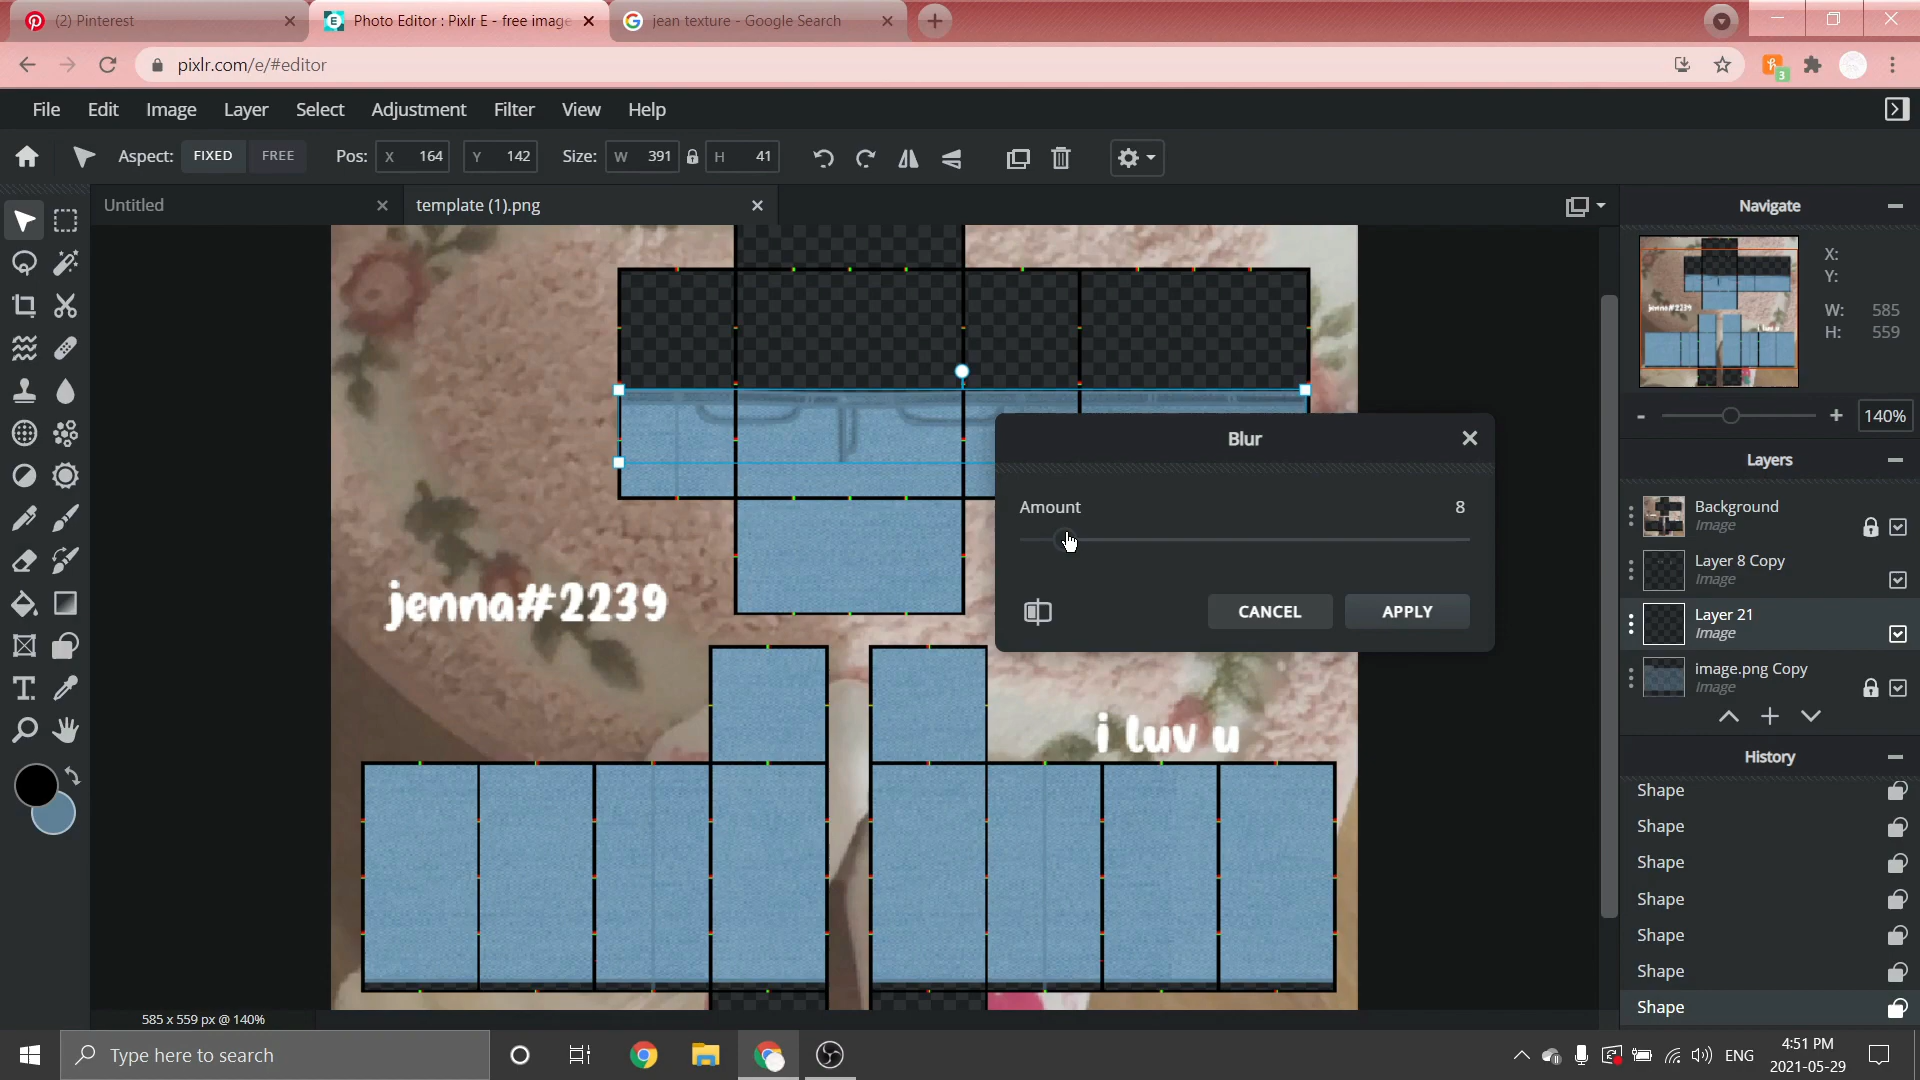 (2) Pinterest
Photo Editor : Pixlr E - free image
jean texture - Google Search
pixlr.com/e/#editor
3
File Edit Image Layer Select Adjustment Filter View Help
Aspect: FIXED FREE Pos: X 164 Y 142 Size: W 391 H 41
Untitled
template (1).png
Navigate
X:
Y:
W: 585
H: 559
140%
jenna#2239
i luv u
Blur
Amount 8
CANCEL APPLY
jenna#2239
i luv u
Layers
Background
Image
Layer 8 Copy
Image
Layer 21
Image
image.png Copy
Image
History
Shape
Shape
Shape
Shape
Shape
Shape
Shape
585 x 559 px @ 140%
Type here to search
ENG
4:51 PM
2021-05-29